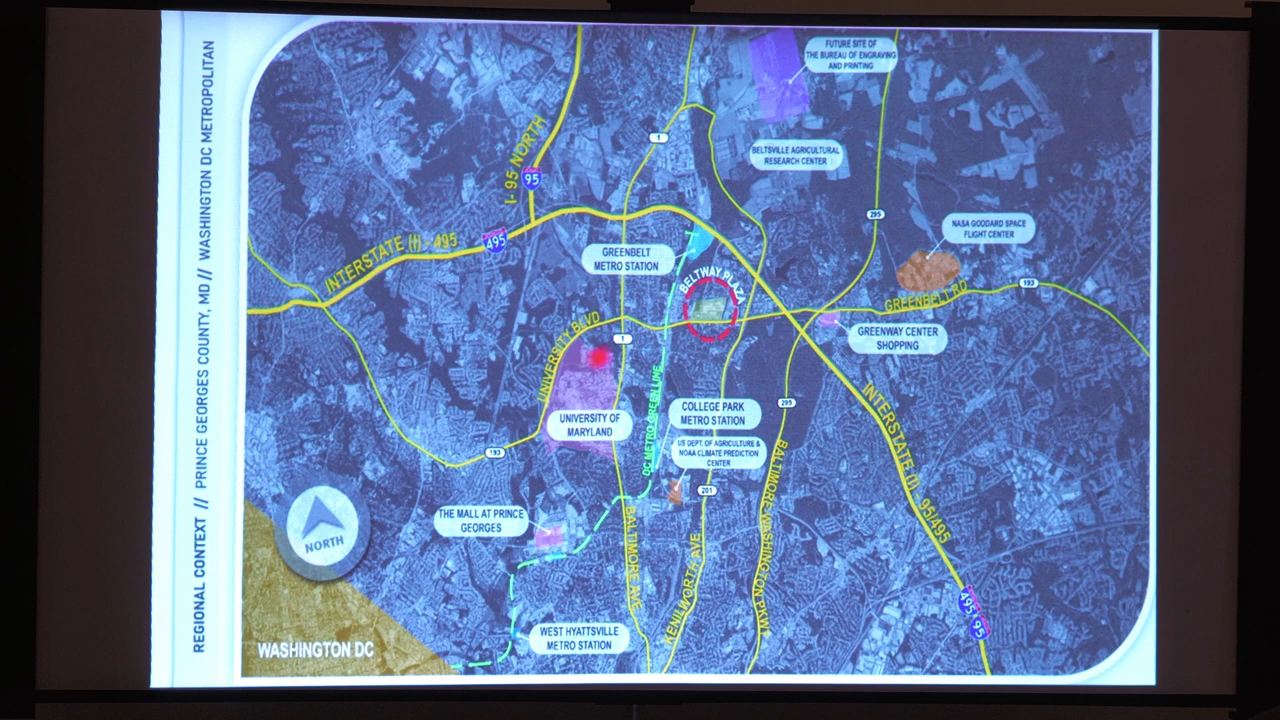 REGIONAL CONTEXT // PRINCE GEORGES COUNTY, MD // WASHINGTON DC METROPOLITAN
FUTURE SITE OF
THE BUREAU OF ENGRAVING
AND PRINTING
I-95 NORTH
1
95
BELTSVILLE AGRICULTURAL
RESEARCH CENTER
295
NASA GODDARD SPACE
FLIGHT CENTER
INTERSTATE (I) - 495
495
GREENBELT
METRO STATION
BELTWAY PLAZA
GREENBELT RD
193
UNIVERSITY BLVD
1
GREENWAY CENTER
SHOPPING
UNIVERSITY OF
MARYLAND
DC METRO GREEN LINE
COLLEGE PARK
METRO STATION
295
INTERSTATE (I) - 95/495
US DEPT. OF AGRICULTURE &
NOAA CLIMATE PREDICTION
CENTER
193
201
THE MALL AT PRINCE
GEORGES
NORTH
BALTIMORE AVE
KENILWORTH AVE
BALTIMORE-WASHINGTON PKWY
495
95
WEST HYATTSVILLE
METRO STATION
WASHINGTON DC